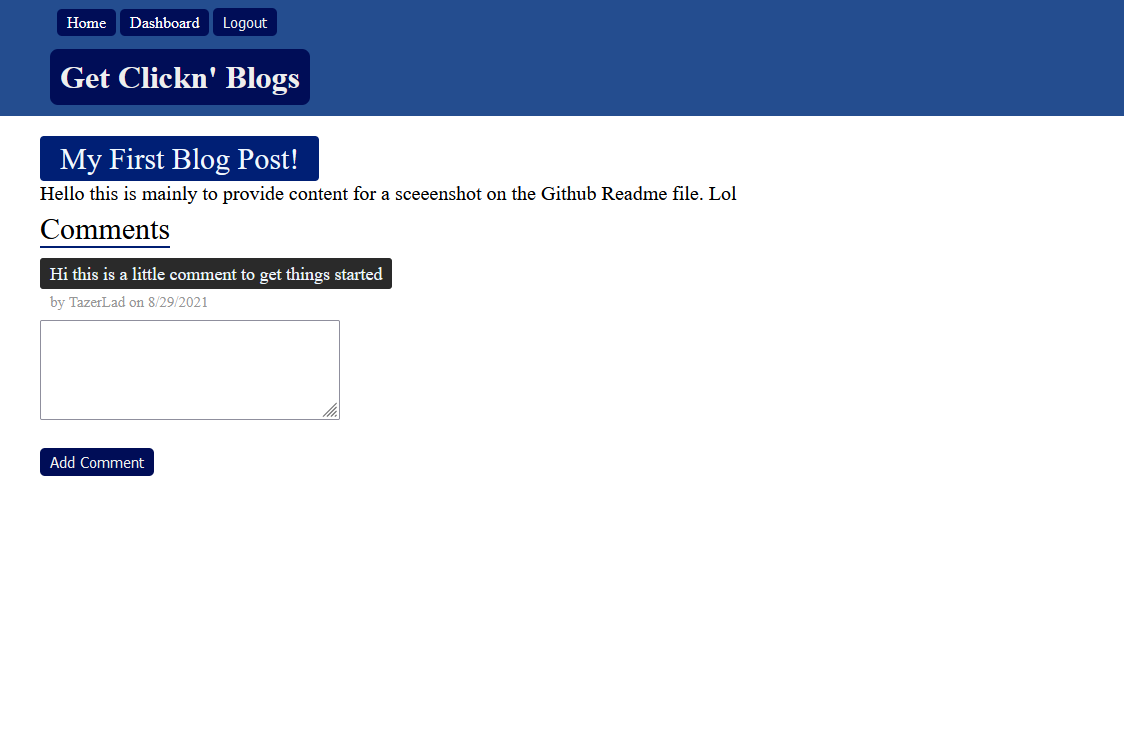 Home Dashboard Logout
Get Clickn' Blogs
My First Blog Post!
Hello this is mainly to provide content for a sceeenshot on the Github Readme file. Lol
Comments
Hi this is a little comment to get things started
by TazerLad on 8/29/2021
Add Comment